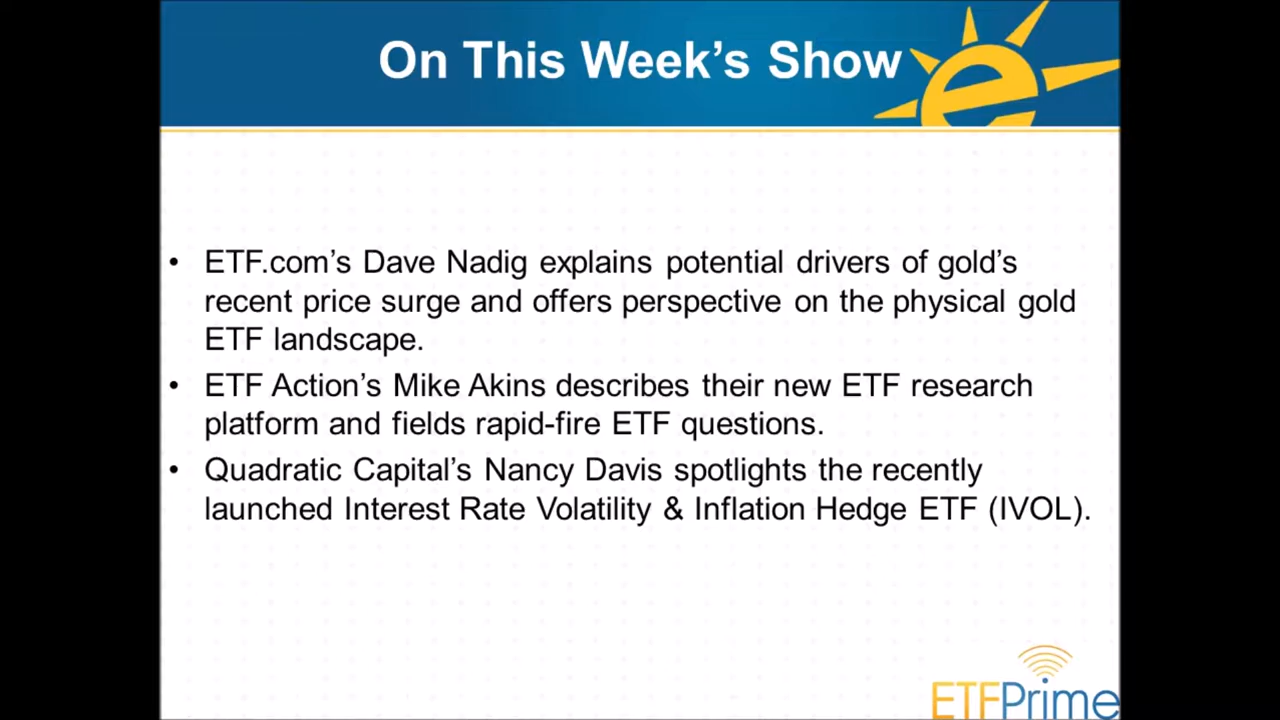 On This Week's Show
• ETF.com's Dave Nadig explains potential drivers of gold's
recent price surge and offers perspective on the physical gold
ETF landscape.
• ETF Action's Mike Akins describes their new ETF research
platform and fields rapid-fire ETF questions.
• Quadratic Capital's Nancy Davis spotlights the recently
launched Interest Rate Volatility & Inflation Hedge ETF (IVOL).
e
ETFPrime